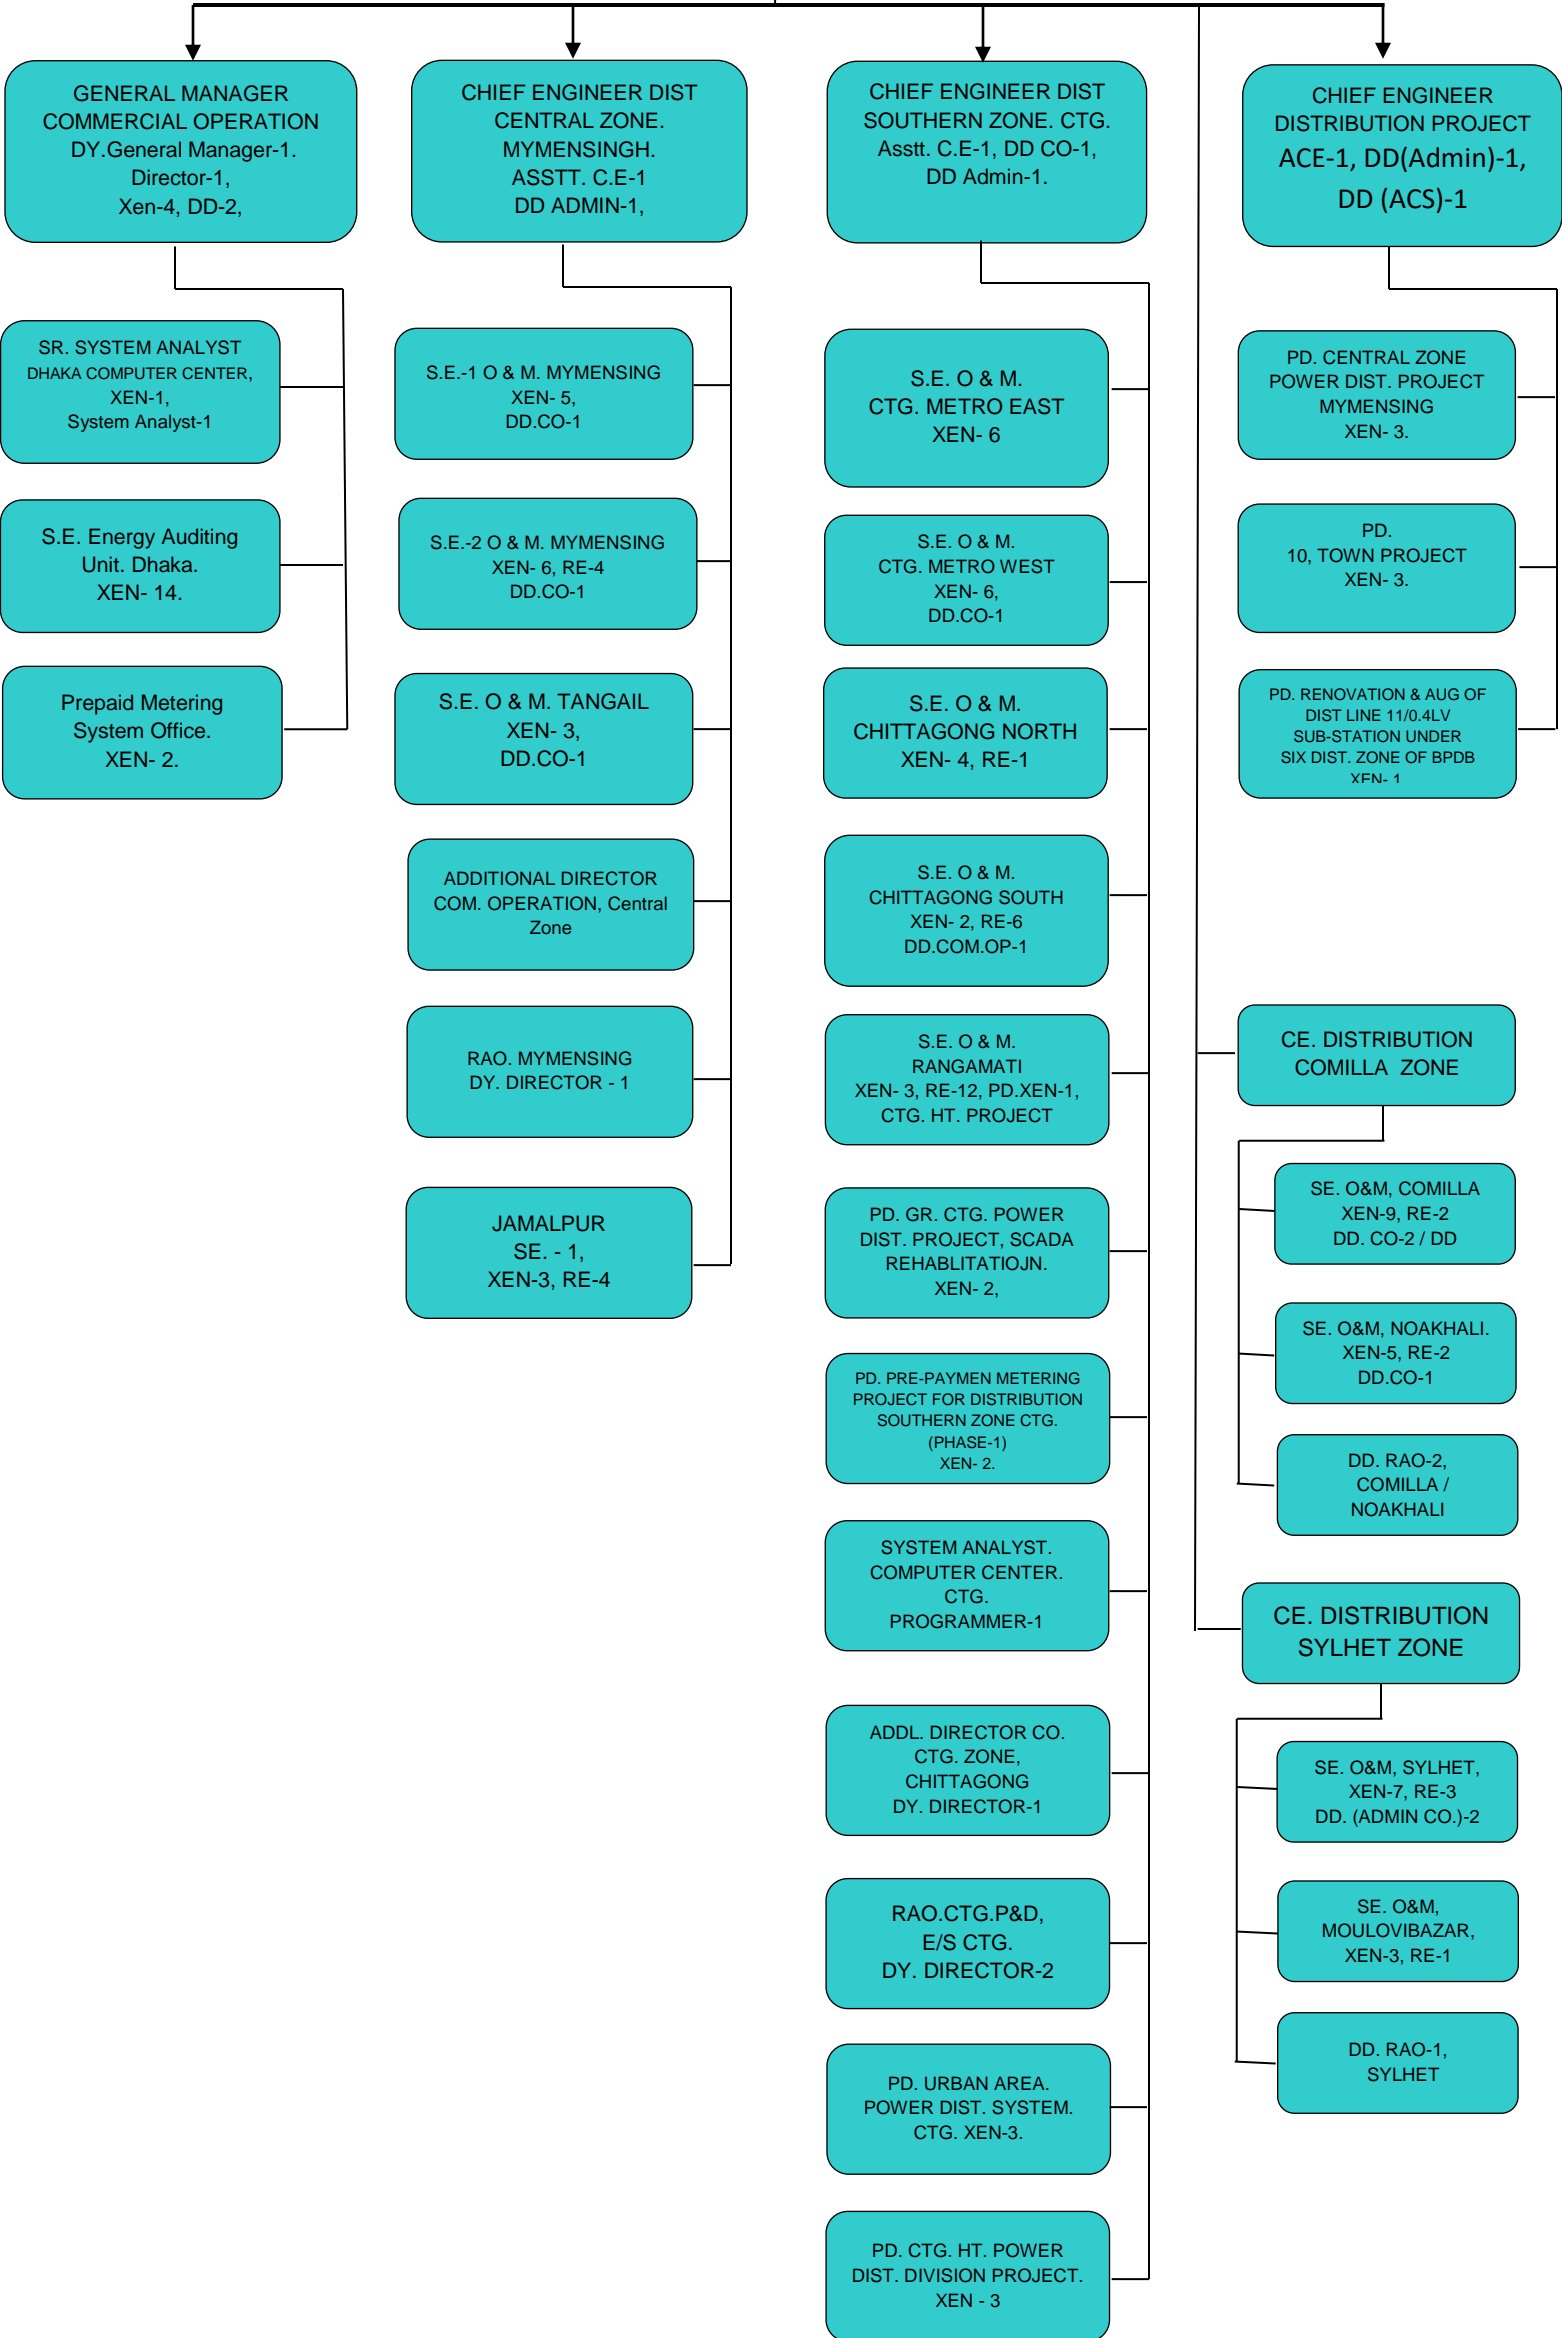 GENERAL MANAGER
COMMERCIAL OPERATION
DY.General Manager-1.
Director-1,
Xen-4, DD-2,
SR. SYSTEM ANALYST
DHAKA COMPUTER CENTER,
XEN-1,
System Analyst-1
S.E. Energy Auditing
Unit. Dhaka.
XEN- 14.
Prepaid Metering
System Office.
XEN- 2.
CHIEF ENGINEER DIST
CENTRAL ZONE.
MYMENSINGH.
ASSTT. C.E-1
DD ADMIN-1,
S.E.-1 O & M. MYMENSING
XEN- 5,
DD.CO-1
S.E.-2 O & M. MYMENSING
XEN- 6, RE-4
DD.CO-1
S.E. O & M. TANGAIL
XEN- 3,
DD.CO-1
ADDITIONAL DIRECTOR
COM. OPERATION, Central
Zone
RAO. MYMENSING
DY. DIRECTOR - 1
JAMALPUR
SE. - 1,
XEN-3, RE-4
CHIEF ENGINEER DIST
SOUTHERN ZONE. CTG.
Asstt. C.E-1, DD CO-1,
DD Admin-1.
S.E. O & M.
CTG. METRO EAST
XEN- 6
S.E. O & M.
CTG. METRO WEST
XEN- 6,
DD.CO-1
S.E. O & M.
CHITTAGONG NORTH
XEN- 4, RE-1
S.E. O & M.
CHITTAGONG SOUTH
XEN- 2, RE-6
DD.COM.OP-1
S.E. O & M.
RANGAMATI
XEN- 3, RE-12, PD.XEN-1,
CTG. HT. PROJECT
PD. GR. CTG. POWER
DIST. PROJECT, SCADA
REHABLITATIOJN.
XEN- 2,
PD. PRE-PAYMEN METERING
PROJECT FOR DISTRIBUTION
SOUTHERN ZONE CTG.
(PHASE-1)
XEN- 2.
SYSTEM ANALYST.
COMPUTER CENTER.
CTG.
PROGRAMMER-1
ADDL. DIRECTOR CO.
CTG. ZONE,
CHITTAGONG
DY. DIRECTOR-1
RAO.CTG.P&D,
E/S CTG.
DY. DIRECTOR-2
PD. URBAN AREA.
POWER DIST. SYSTEM.
CTG. XEN-3.
PD. CTG. HT. POWER
DIST. DIVISION PROJECT.
XEN - 3
CHIEF ENGINEER
DISTRIBUTION PROJECT
ACE-1, DD(Admin)-1,
DD (ACS)-1
PD. CENTRAL ZONE
POWER DIST. PROJECT
MYMENSING
XEN- 3.
PD.
10, TOWN PROJECT
XEN- 3.
PD. RENOVATION & AUG OF
DIST LINE 11/0.4LV
SUB-STATION UNDER
SIX DIST. ZONE OF BPDB
XEN- 1
CE. DISTRIBUTION
COMILLA ZONE
SE. O&M, COMILLA
XEN-9, RE-2
DD. CO-2 / DD
SE. O&M, NOAKHALI.
XEN-5, RE-2
DD.CO-1
DD. RAO-2,
COMILLA /
NOAKHALI
CE. DISTRIBUTION
SYLHET ZONE
SE. O&M, SYLHET,
XEN-7, RE-3
DD. (ADMIN CO.)-2
SE. O&M,
MOULOVIBAZAR,
XEN-3, RE-1
DD. RAO-1,
SYLHET